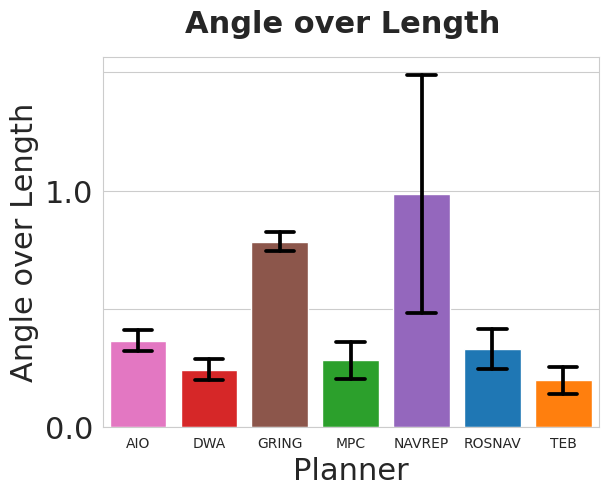 Angle over Length
Angle over Length
1.0
0.0
AIO DWA GRING MPC NAVREP ROSNAV TEB
Planner